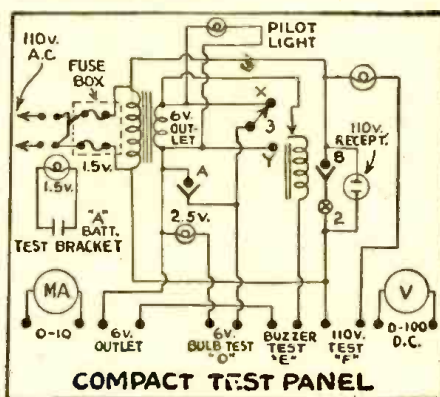 110V.
A.C.
FUSE
BOX
PILOT
LIGHT
6V.
OUT-
LET
X
3
Y
A
B
110V.
RECEPT.
2
1.5V.
1.5V.
"A"
BATT.
TEST BRACKET
2.5V.
MA
V
0-10
6V.
OUTLET
6V.
BULB TEST
"D"
BUZZER
TEST
"E"
110V.
TEST
"F"
0-100
D.C.
COMPACT TEST PANEL